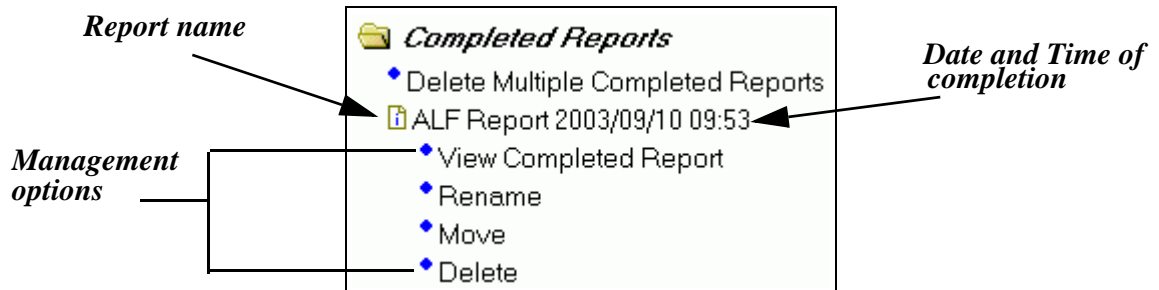 Report name
Completed Reports
Delete Multiple Completed Reports
Date and Time of
completion
ALF Report 2003/09/10 09:53
Management
options
View Completed Report
Rename
Move
Delete